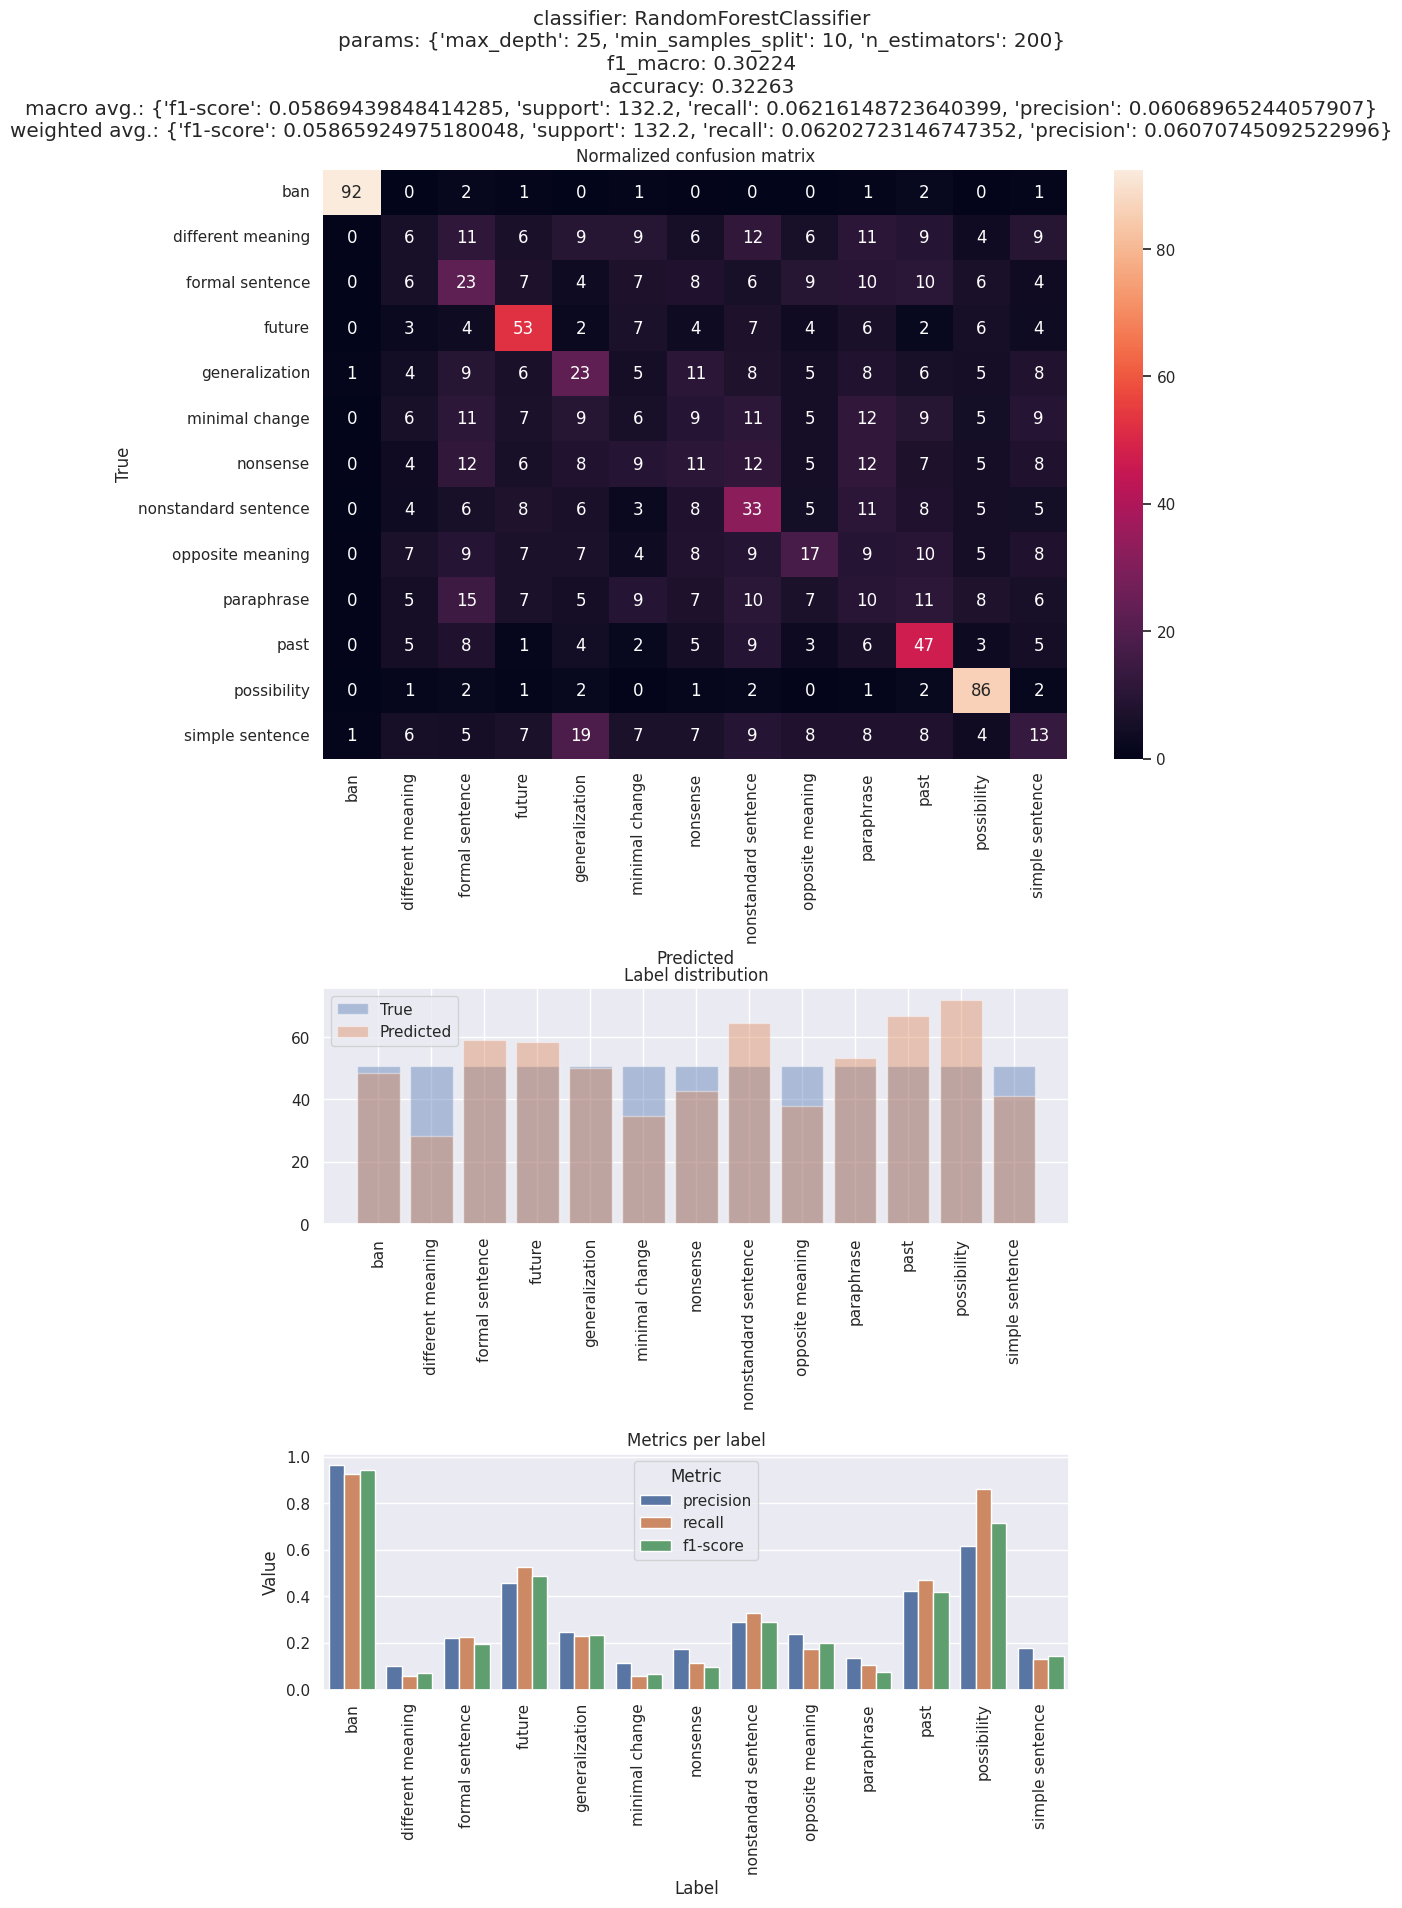 classifier: RandomForestClassifier
params: {'max_depth': 25, 'min_samples_split': 10, 'n_estimators': 200}
f1_macro: 0.30224
accuracy: 0.32263
macro avg.: {'f1-score': 0.05869439848414285, 'support': 132.2, 'recall': 0.06216148723640399, 'precision': 0.06068965244057907}
weighted avg.: {'f1-score': 0.05865924975180048, 'support': 132.2, 'recall': 0.06202723146747352, 'precision': 0.06070745092522996}
Normalized confusion matrix
True
ban 92 0 2 1 0 1 0 0 0 1 2 0 1
different meaning 0 6 11 6 9 9 6 12 6 11 9 4 9
formal sentence 0 6 23 7 4 7 8 6 9 10 10 6 4
future 0 3 4 53 2 7 4 7 4 6 2 6 4
generalization 1 4 9 6 23 5 11 8 5 8 6 5 8
minimal change 0 6 11 7 9 6 9 11 5 12 9 5 9
nonsense 0 4 12 6 8 9 11 12 5 12 7 5 8
nonstandard sentence 0 4 6 8 6 3 8 33 5 11 8 5 5
opposite meaning 0 7 9 7 7 4 8 9 17 9 10 5 8
paraphrase 0 5 15 7 5 9 7 10 7 10 11 8 6
past 0 5 8 1 4 2 5 9 3 6 47 3 5
possibility 0 1 2 1 2 0 1 2 0 1 2 86 2
simple sentence 1 6 5 7 19 7 7 9 8 8 8 4 13
ban
different meaning
formal sentence
future
generalization
minimal change
nonsense
nonstandard sentence
opposite meaning
paraphrase
past
possibility
simple sentence
Predicted
80
60
40
20
0
Label distribution
True
Predicted
60
40
20
0
ban
different meaning
formal sentence
future
generalization
minimal change
nonsense
nonstandard sentence
opposite meaning
paraphrase
past
possibility
simple sentence
Metrics per label
Metric
precision
recall
f1-score
Value
1.0
0.8
0.6
0.4
0.2
0.0
ban
different meaning
formal sentence
future
generalization
minimal change
nonsense
nonstandard sentence
opposite meaning
paraphrase
past
possibility
simple sentence
Label